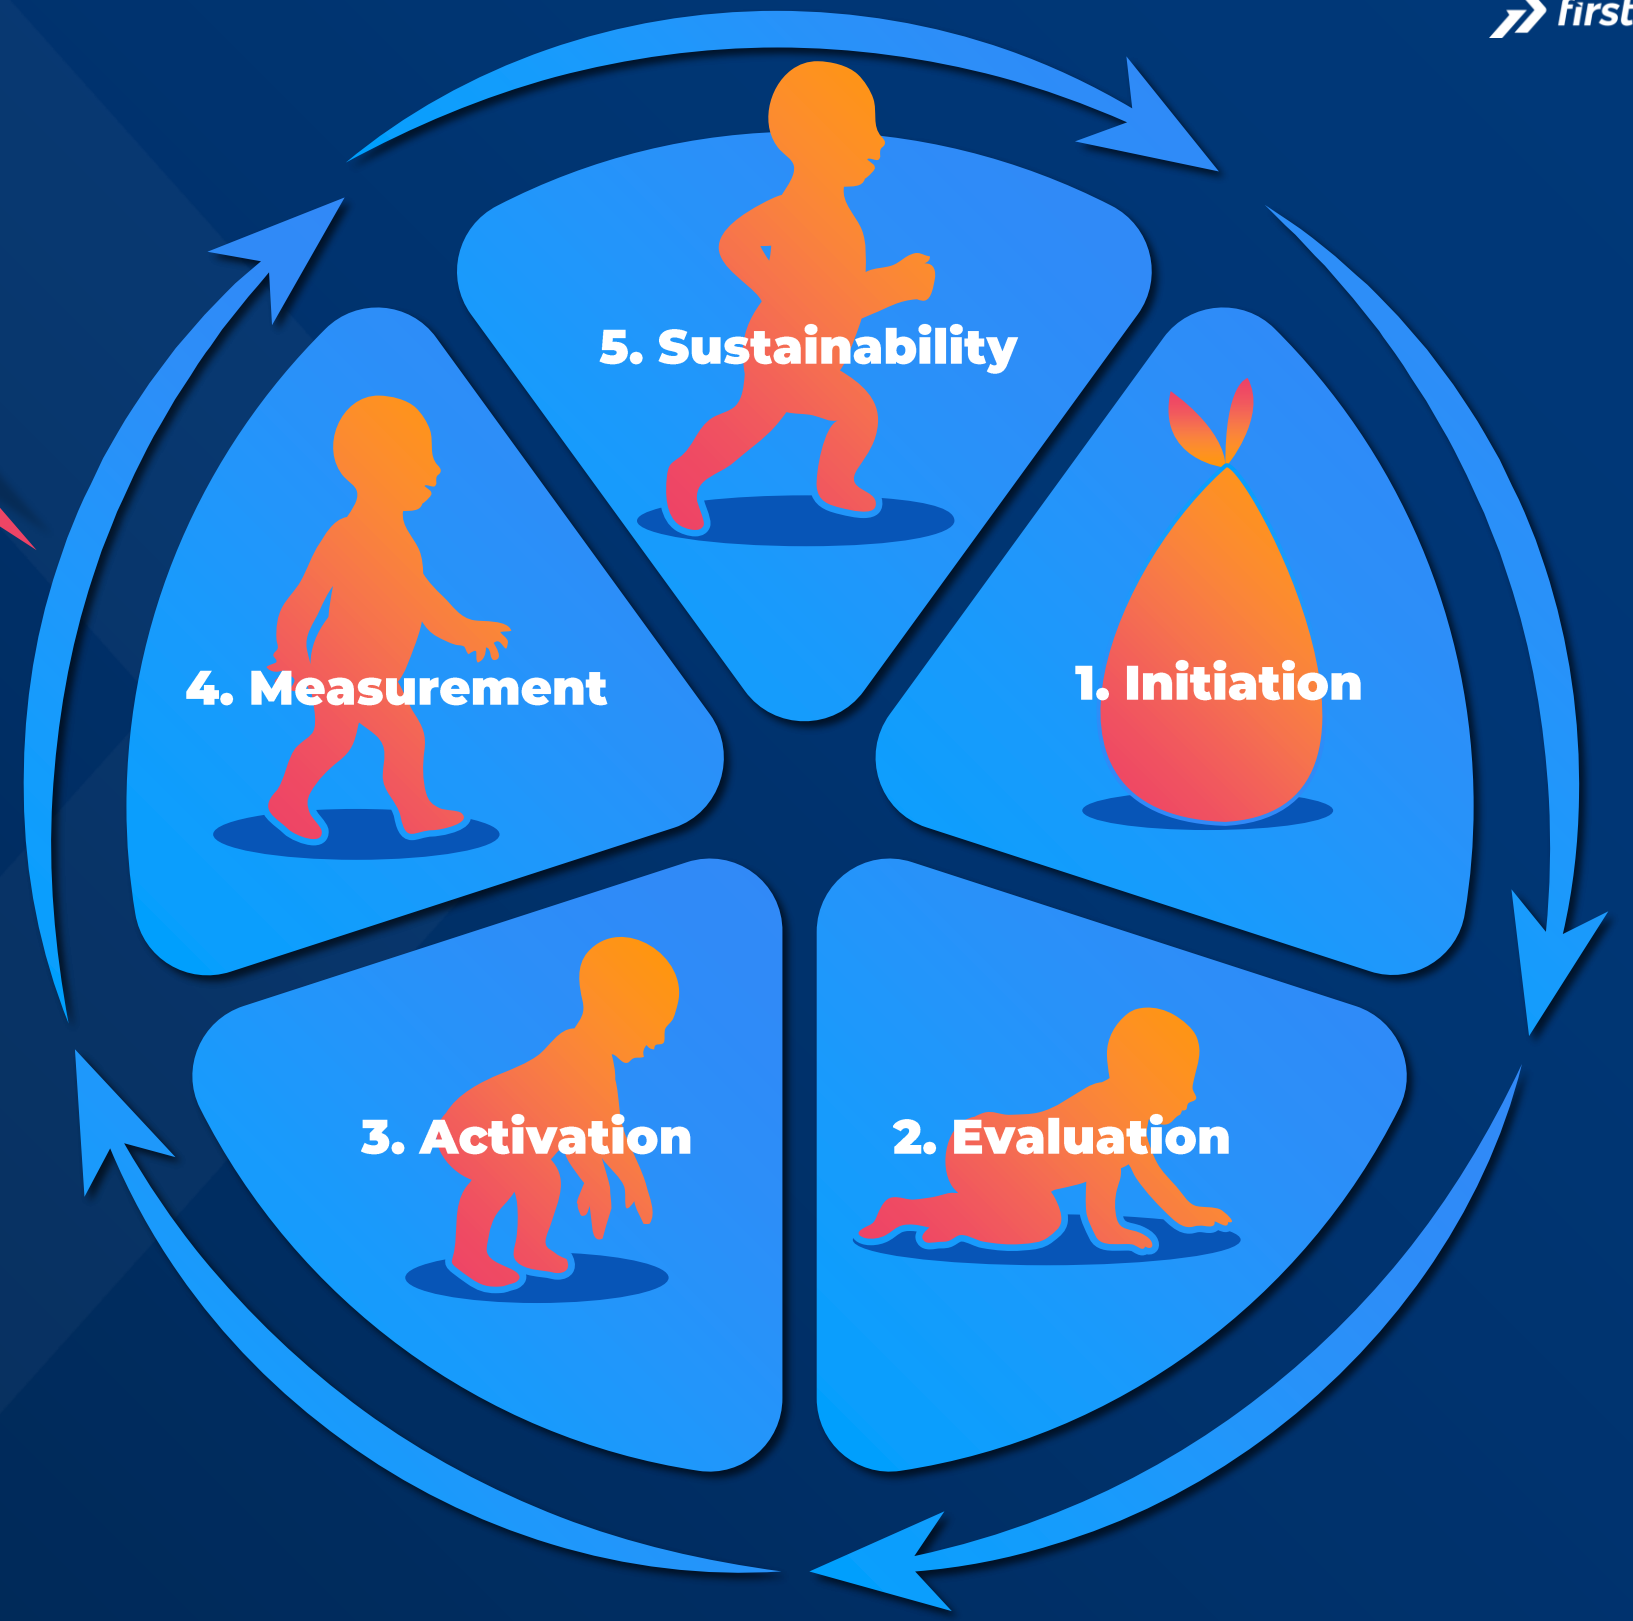 first
5. Sustainability
1. Initiation
4. Measurement
3. Activation
2. Evaluation